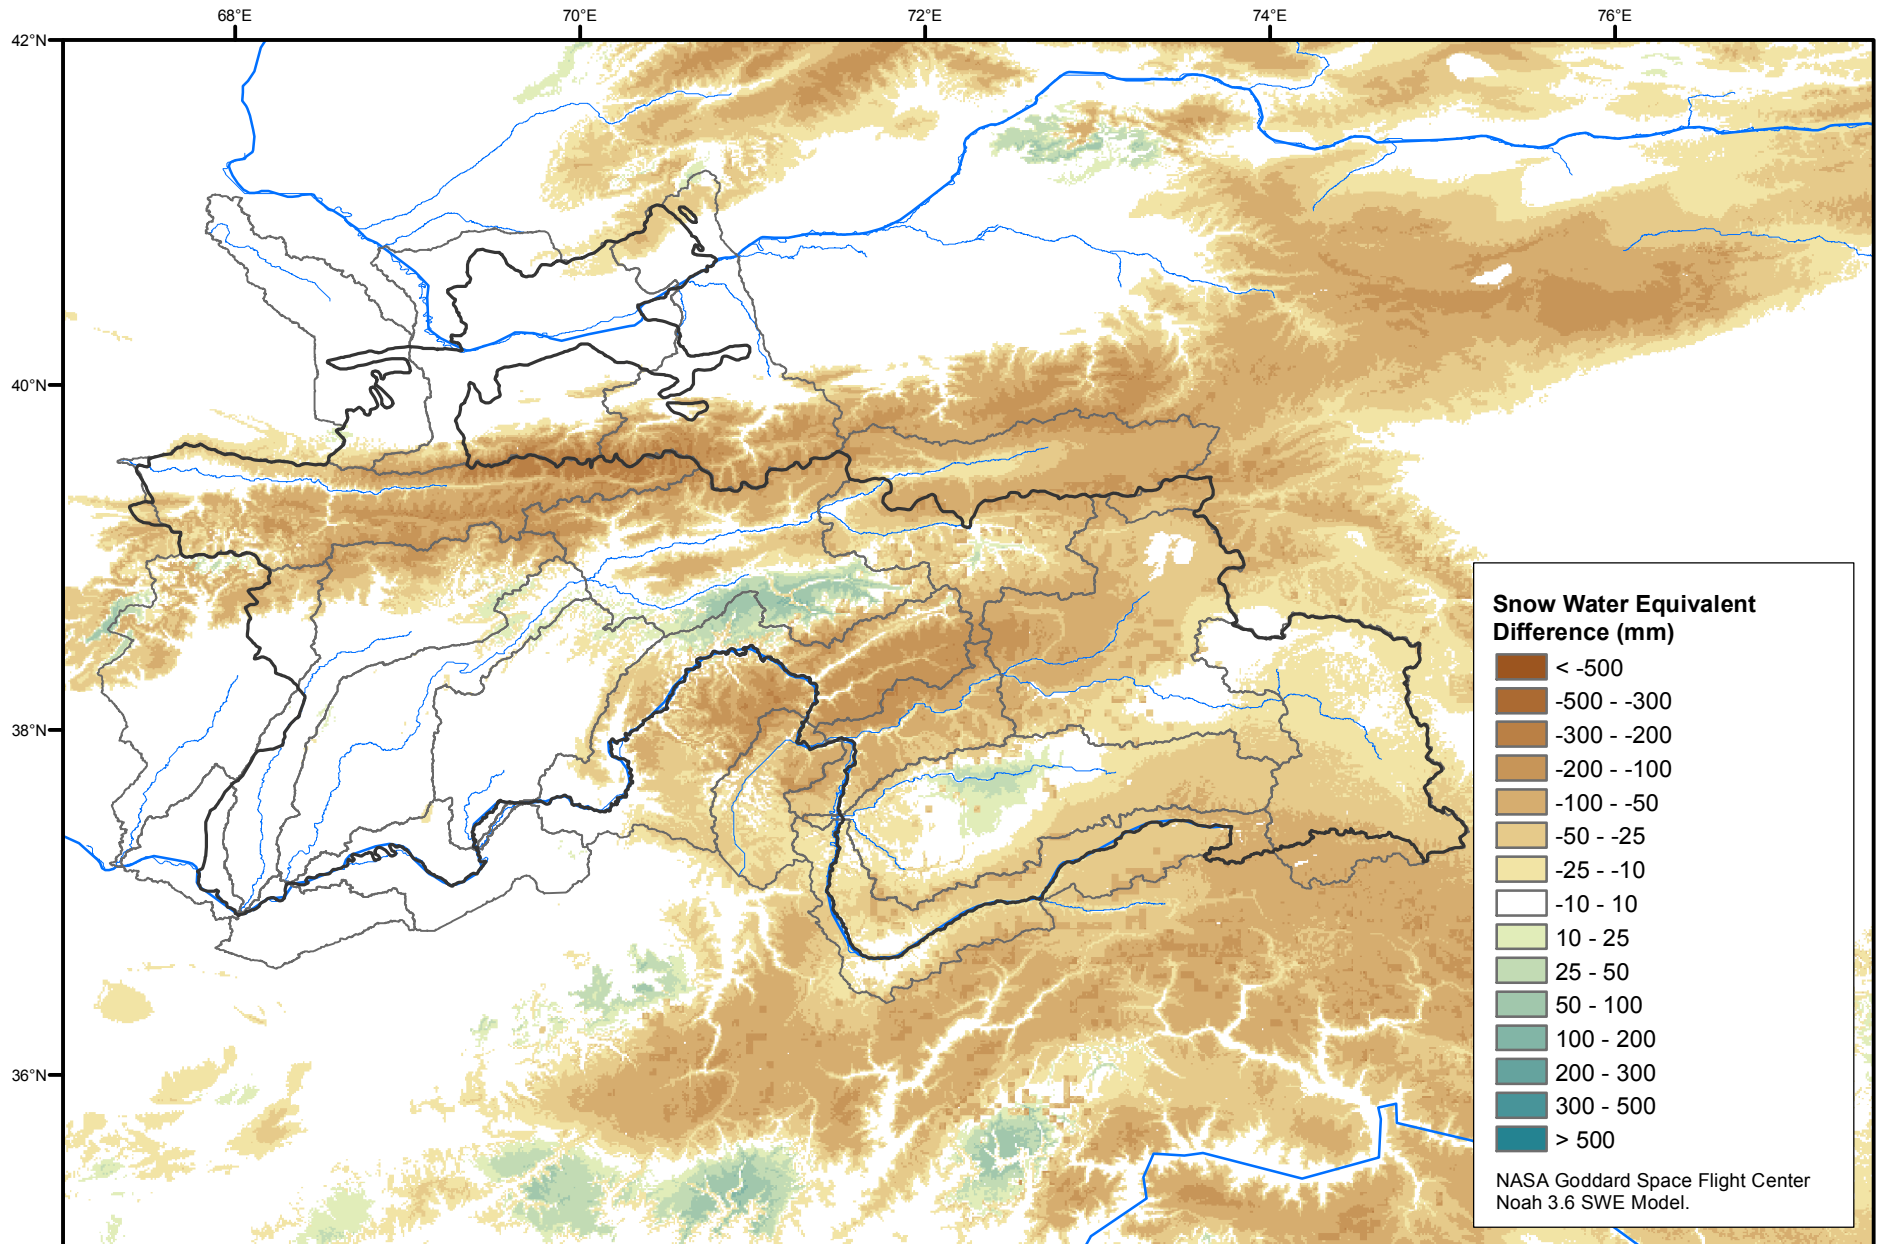 68°E
70°E
72°E
74°E
76°E
42°N
40°N
38°N
36°N
Snow Water Equivalent
Difference (mm)
< -500
-500 - -300
-300 - -200
-200 - -100
-100 - -50
-50 - -25
-25 - -10
-10 - 10
10 - 25
25 - 50
50 - 100
100 - 200
200 - 300
300 - 500
> 500
NASA Goddard Space Flight Center
Noah 3.6 SWE Model.